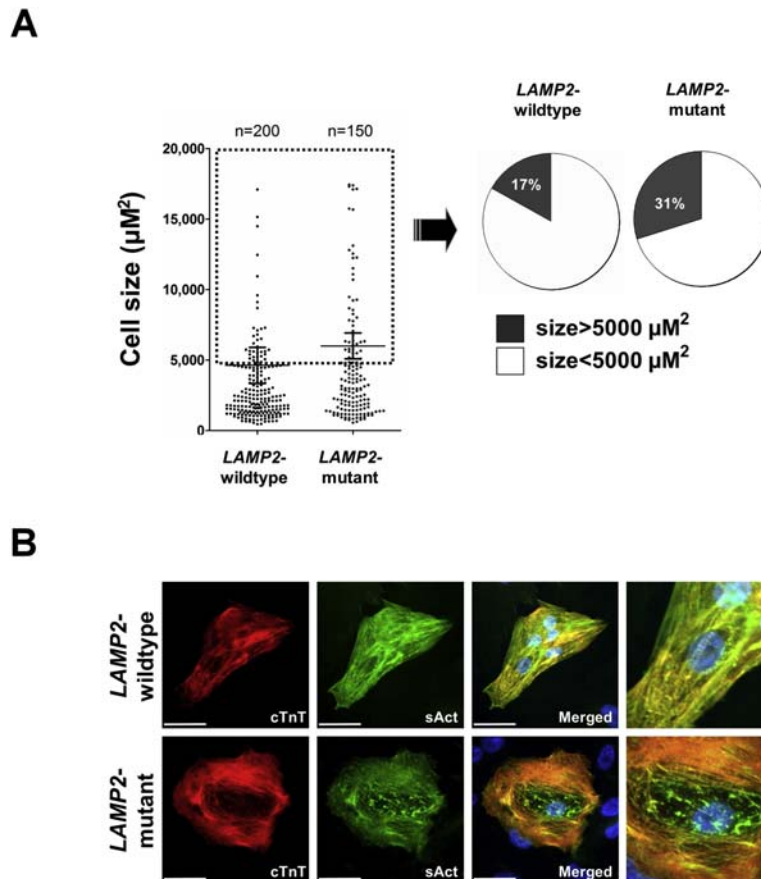 A
LAMP2-
wildtype
LAMP2-
mutant
n=200
n=150
20,000
15,000
10,000
5,000
0
Cell size (µM²)
17%
31%
size>5000 µM²
size<5000 µM²
LAMP2-
wildtype
LAMP2-
mutant
B
LAMP2-
wildtype
cTnT
sAct
Merged
LAMP2-
mutant
cTnT
sAct
Merged